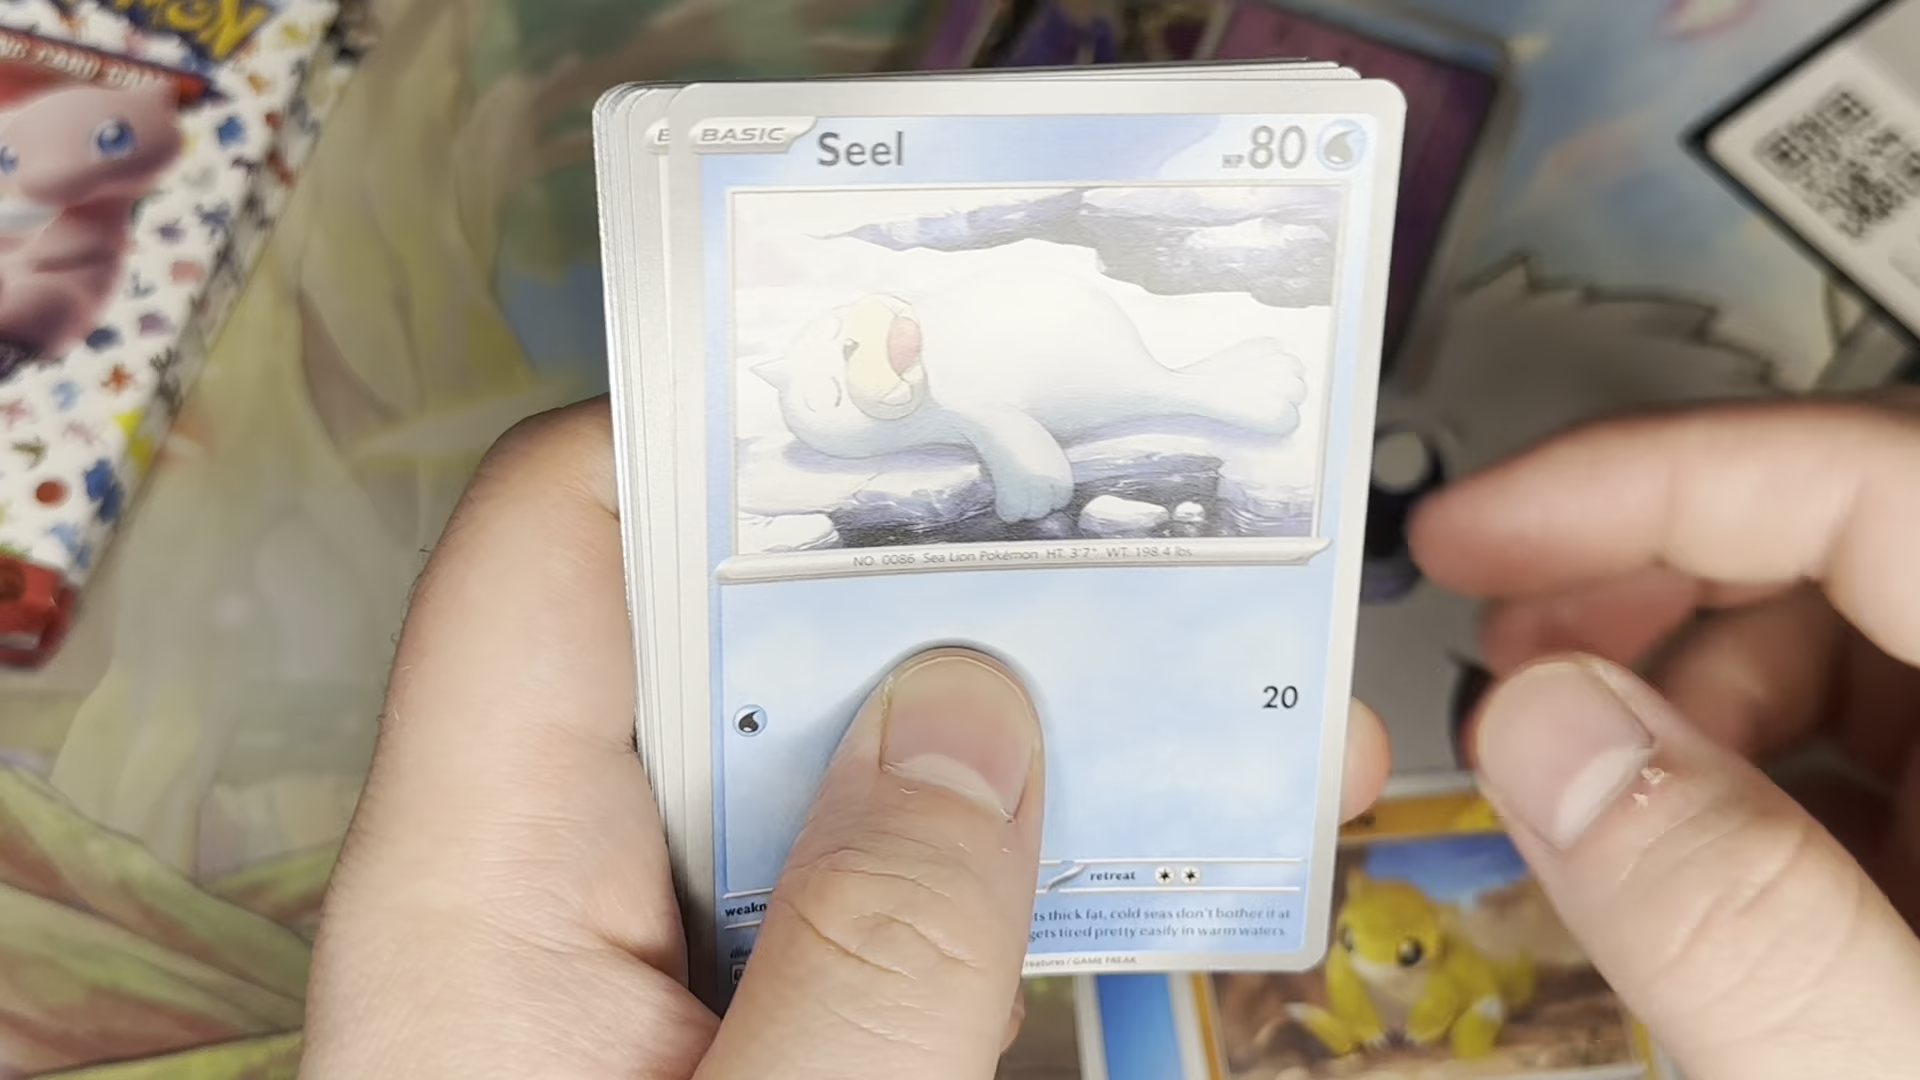 BASIC
Seel
HP 80
NO. 0086 Sea Lion Pokémon HT: 3'7" WT: 198.4 lbs.
20
retreat
weakn
ts thick fat, cold seas don't bother it at
gets tired pretty easily in warm waters.
reatures / GAME FREAK